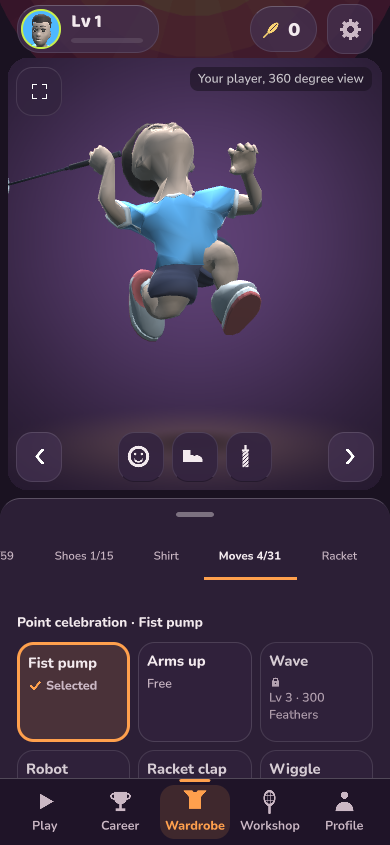 Lv 1
0
Your player, 360 degree view
59
Shoes 1/15
Shirt
Moves 4/31
Racket
Point celebration · Fist pump
Fist pump
Selected
Arms up
Free
Wave
Lv 3 · 300
Feathers
Robot
Racket clap
Wiggle
Play
Career
Wardrobe
Workshop
Profile